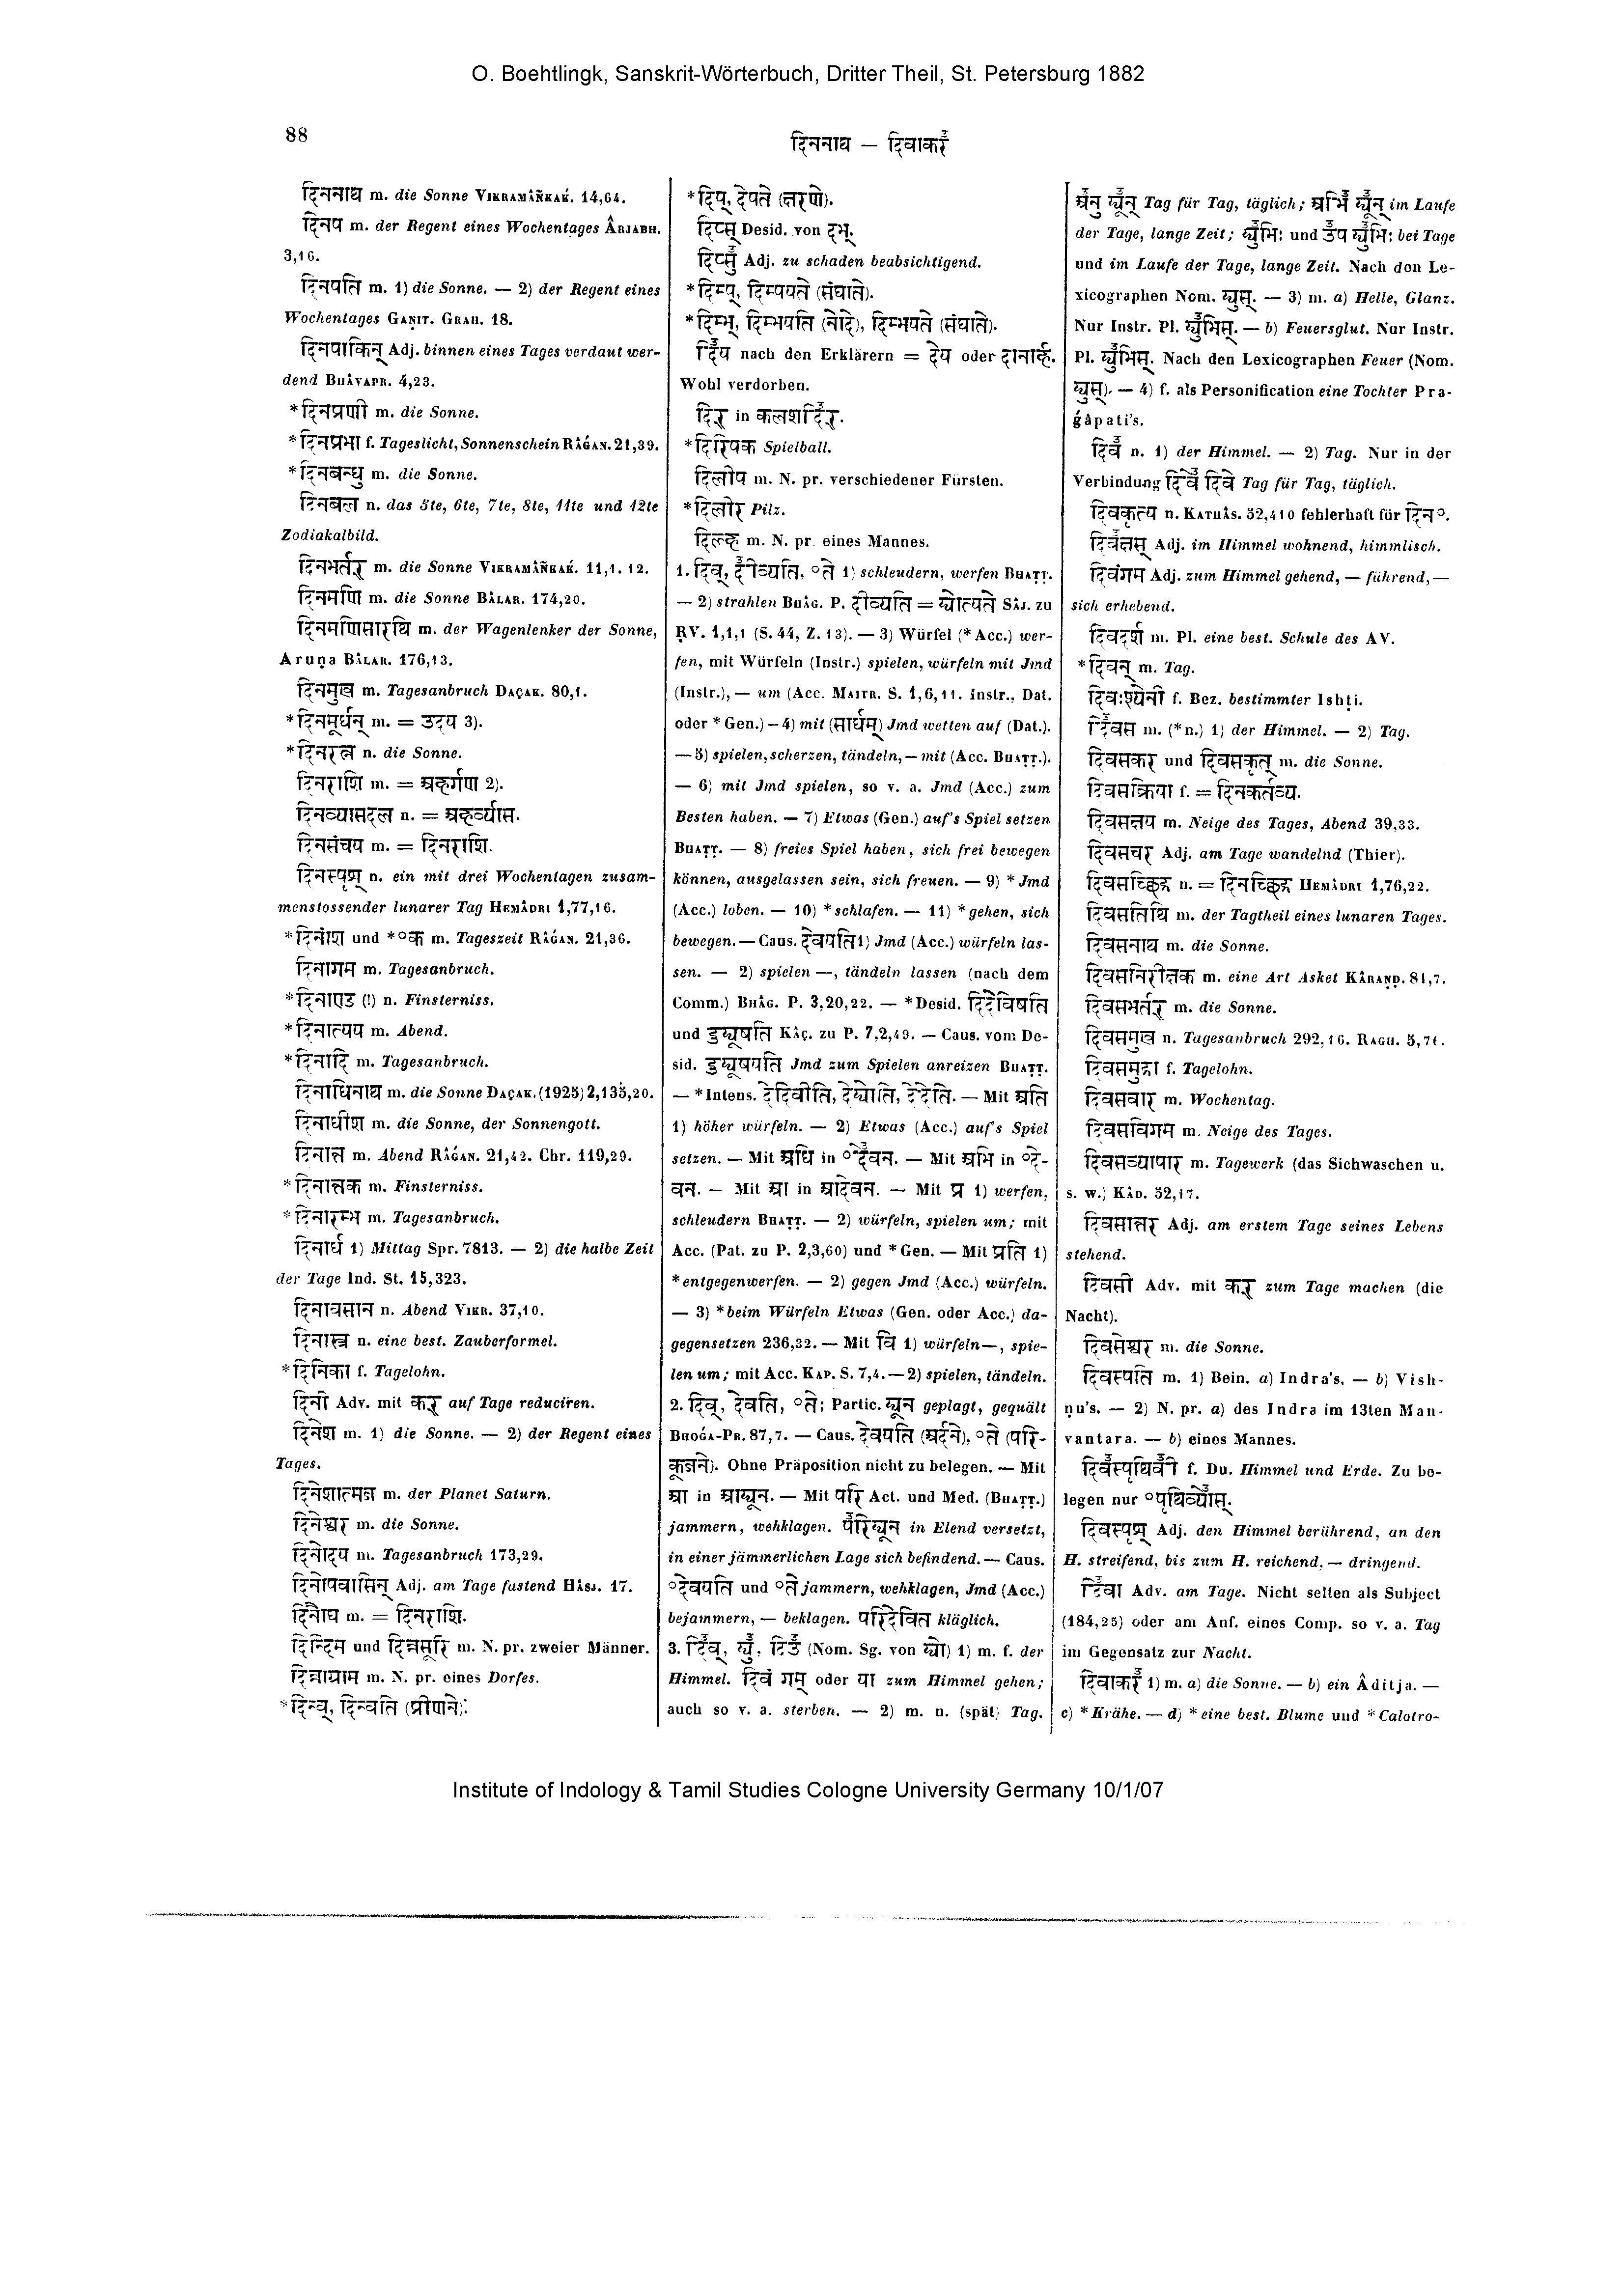 O. Boehtlingk, Sanskrit-Wörterbuch, Dritter Theil, St. Petersburg 1882
88
दिननाथ — दिवाकरँ
दिननाथ m. die Sonne VIKRAMÂÑKAḰ. 14,64.
दिनप m. der Regent eines Wochentages ÂRJABH.
3,16.
दिनपति m. 1) die Sonne. — 2) der Regent eines
Wochentages GAṆIT. GRAH. 18.
दिनपाकिन् Adj. binnen eines Tages verdaut wer-
dend BHÂVAPR. 4,23.
*दिनप्रणी m. die Sonne.
*दिनप्रभा f. Tageslicht, Sonnenschein RÂǴAN. 21,39.
*दिनबन्धु m. die Sonne.
दिनबल n. das 5te, 6te, 7te, 8te, 11te und 12te
Zodiakalbild.
दिनभर्तर् m. die Sonne VIKRAMÂÑKAḰ. 11,1. 12.
दिनमणि m. die Sonne BÂLAR. 174,20.
दिनमणिसारथि m. der Wagenlenker der Sonne,
Aruṇa BÂLAR. 176,13.
दिनमुख m. Tagesanbruch DAÇAK. 80,1.
*दिनमूर्धन् m. = उदय 3).
*दिनरत्न n. die Sonne.
दिनराशि m. = अहर्गण 2).
दिनव्यासदल n. = अहर्व्यास.
दिनसंचय m. = दिनराशि.
दिनस्पृश् n. ein mit drei Wochentagen zusam-
menstossender lunarer Tag HEMÂDRI 1,77,16.
*दिनांश und *°क m. Tageszeit RÂǴAN. 21,36.
दिनागम m. Tagesanbruch.
*दिनाण्ड (!) n. Finsterniss.
*दिनात्यय m. Abend.
*दिनादि m. Tagesanbruch.
दिनाधिनाथ m. die Sonne DAÇAK. (1925) 2,135,20.
दिनाधीश m. die Sonne, der Sonnengott.
दिनान्त m. Abend RÂǴAN. 21,42. Chr. 119,29.
*दिनान्तक m. Finsterniss.
*दिनारम्भ m. Tagesanbruch.
दिनार्ध 1) Mittag Spr. 7813. — 2) die halbe Zeit
der Tage Ind. St. 15,323.
दिनावसान n. Abend VIKR. 37,10.
दिनास्त्र n. eine best. Zauberformel.
*दिनिका f. Tagelohn.
दिनी Adv. mit कर् auf Tage reduciren.
दिनेश m. 1) die Sonne. — 2) der Regent eines
Tages.
दिनेशात्मज m. der Planet Saturn.
दिनेश्वर m. die Sonne.
दिनोदय m. Tagesanbruch 173,29.
दिनोपवासिन् Adj. am Tage fastend HÂSJ. 17.
दिनौघ m. = दिनराशि.
दिन्दिम und दिन्नसूरि m. N. pr. zweier Männer.
दिन्नाग्राम m. N. pr. eines Dorfes.
*दिन्व्, दिन्वति (प्रीणने).
*दिप्, देपते (क्षरणे).
दिप्स् Desid. von दभ्.
दिप्सुँ Adj. zu schaden beabsichtigend.
*दिम्प्, दिम्पयते (संघाते).
*दिम्भ्, दिम्भयति (नोदे), दिम्भयते (संघाते).
दिँय nach den Erklärern = देय oder दानार्ह.
Wohl verdorben.
दिर् in कलशदिँर्.
*दिरिपक Spielball.
दिलीप m. N. pr. verschiedener Fürsten.
*दिलीर Pilz.
दिल्ह m. N. pr. eines Mannes.
1. दिव्, दीँव्यति, °ते 1) schleudern, werfen BHAṬṬ.
— 2) strahlen BHÂG. P. दीव्यति = द्योत्यते SÂJ. zu
ṚV. 1,1,1 (S. 44, Z. 13). — 3) Würfel (* Acc.) wer-
fen, mit Würfeln (Instr.) spielen, würfeln mit Jmd
(Instr.), — um (Acc. MAITR. S. 1,6,11. Instr., Dat.
oder * Gen.) — 4) mit (सार्धम्) Jmd wetten auf (Dat.).
— 5) spielen, scherzen, tändeln, — mit (Acc. BHAṬṬ.).
— 6) mit Jmd spielen, so v. a. Jmd (Acc.) zum
Besten haben. — 7) Etwas (Gen.) auf's Spiel setzen
BHAṬṬ. — 8) freies Spiel haben, sich frei bewegen
können, ausgelassen sein, sich freuen. — 9) * Jmd
(Acc.) loben. — 10) *schlafen. — 11) *gehen, sich
bewegen. — Caus. देवयति 1) Jmd (Acc.) würfeln las-
sen. — 2) spielen —, tändeln lassen (nach dem
Comm.) BHÂG. P. 3,20,22. — *Desid. दिदेविषति
und डुद्यूषति KÂÇ. zu P. 7,2,49. — Caus. vom De-
sid. डुद्यूषयति Jmd zum Spielen anreizen BHAṬṬ.
— *Intens. देदिवीति, देद्योति, देदेति. — Mit अति
1) höher würfeln. — 2) Etwas (Acc.) auf's Spiel
setzen. — Mit अधि in °देँवन. — Mit अभि in °दे-
वन. — Mit आ in आदेवन. — Mit प्र 1) werfen,
schleudern BHAṬṬ. — 2) würfeln, spielen um; mit
Acc. (Pat. zu P. 2,3,60) und * Gen. — Mit प्रति 1)
*entgegenwerfen. — 2) gegen Jmd (Acc.) würfeln.
— 3) *beim Würfeln Etwas (Gen. oder Acc.) da-
gegensetzen 236,32. — Mit वि 1) würfeln —, spie-
len um; mit Acc. KAP. S. 7,4. — 2) spielen, tändeln.
2. दिव्, देवति, °ते; Partic. द्यून geplagt, gequält
BHOǴA-PR. 87,7. — Caus. देवयति (अर्दने), °ते (परि-
कूजने). Ohne Präposition nicht zu belegen. — Mit
आ in आद्यून. — Mit परि Act. und Med. (BHAṬṬ.)
jammern, wehklagen. पँरिद्यून in Elend versetzt,
in einer jämmerlichen Lage sich befindend. — Caus.
°देवयति und °ते jammern, wehklagen, Jmd (Acc.)
bejammern, — beklagen. परिदेवित kläglich.
3. दिँव्, द्युँ, दिउँ (Nom. Sg. von द्यो) 1) m. f. der
Himmel. दिवं गम् oder या zum Himmel gehen;
auch so v. a. sterben. — 2) m. n. (spät) Tag.
अँनु द्यूँन् Tag für Tag, täglich; अभिँ द्यूँन् im Laufe
der Tage, lange Zeit; द्युँभिः und उँप द्युँभिः bei Tage
und im Laufe der Tage, lange Zeit. Nach den Le-
xicographen Nom. द्युस्. — 3) m. a) Helle, Glanz.
Nur Instr. Pl. द्युँभिस्. — b) Feuersglut. Nur Instr.
Pl. द्युँभिस्. Nach den Lexicographen Feuer (Nom.
द्युस्). — 4) f. als Personification eine Tochter Pra-
ǵâpati's.
दिवँ n. 1) der Himmel. — 2) Tag. Nur in der
Verbindung दिवेँ दिवे Tag für Tag, täglich.
दिवकृत्य n. KATHÂS. 52,410 fehlerhaft für दिन°.
दिवँक्षस् Adj. im Himmel wohnend, himmlisch.
दिवंगम Adj. zum Himmel gehend, — führend, —
sich erhebend.
दिवदर्श m. Pl. eine best. Schule des AV.
*दिवन् m. Tag.
दिवःश्येनी f. Bez. bestimmter Ishṭi.
दिँवस m. (*n.) 1) der Himmel. — 2) Tag.
दिवसकर und दिवसकृत् m. die Sonne.
दिवसक्रिया f. = दिनकर्तव्य.
दिवसक्षय m. Neige des Tages, Abend 39,33.
दिवसचर Adj. am Tage wandelnd (Thier).
दिवसच्छिद्र n. = दिनच्छिद्र HEMÂDRI 1,76,22.
दिवसतिथि m. der Tagtheil eines lunaren Tages.
दिवसनाथ m. die Sonne.
दिवसनिरीक्षक m. eine Art Asket KÂRAṆḌ. 81,7.
दिवसभर्तर् m. die Sonne.
दिवसमुख n. Tagesanbruch 292,16. RAGH. 5,76.
दिवसमुद्रा f. Tagelohn.
दिवसवार m. Wochentag.
दिवसविगम m. Neige des Tages.
दिवसव्यापार m. Tagewerk (das Sichwaschen u.
s. w.) KÂD. 52,17.
दिवसान्तर Adj. am erstem Tage seines Lebens
stehend.
दिवसी Adv. mit कर् zum Tage machen (die
Nacht).
दिवसेश्वर m. die Sonne.
दिवस्पति m. 1) Bein. a) Indra's. — b) Vish-
ṇu's. — 2) N. pr. a) des Indra im 13ten Man-
vantara. — b) eines Mannes.
दिवँस्पृथिवीँ f. Du. Himmel und Erde. Zu be-
legen nur °पृथिव्योँस्.
दिवस्पृश् Adj. den Himmel berührend, an den
H. streifend, bis zum H. reichend, — dringend.
दिँवा Adv. am Tage. Nicht selten als Subject
(184,25) oder am Anf. eines Comp. so v. a. Tag
im Gegensatz zur Nacht.
दिवाकरँ 1) m. a) die Sonne. — b) ein Âditja. —
c) *Krähe. — d) *eine best. Blume und *Calotro-
Institute of Indology & Tamil Studies Cologne University Germany 10/1/07